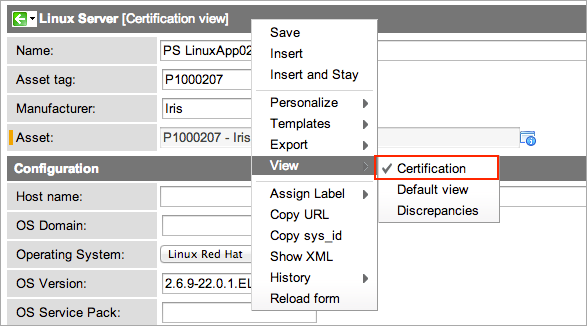 Linux Server [Certification view]
Name: PS LinuxApp02
Asset tag: P1000207
Manufacturer: Iris
Asset: P1000207 - Iris
Configuration
Host name:
OS Domain:
Operating System: Linux Red Hat
OS Version: 2.6.9-22.0.1.EL
OS Service Pack:
Save
Insert
Insert and Stay
Personalize
Templates
Export
View
Assign Label
Copy URL
Copy sys_id
Show XML
History
Reload form
Certification
Default view
Discrepancies